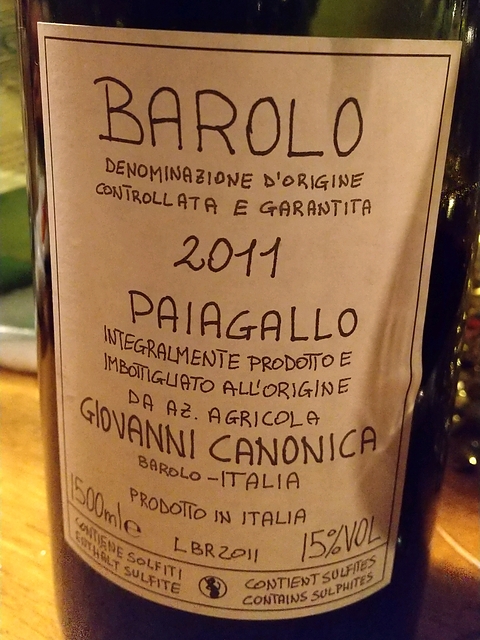 BAROLO
DENOMINAZIONE D'ORIGINE
CONTROLLATA E GARANTITA
2011
PAIAGALLO
INTEGRALMENTE PRODOTTO E
IMBOTTIGLIATO ALL'ORIGINE
DA AZ. AGRICOLA
GIOVANNI CANONICA
BAROLO - ITALIA
PRODOTTO IN ITALIA
1500ml e
LBR2011
15%VOL
CONTIENE SOLFITI
ENTHALT SULFITE
CONTIENT SULFITES
CONTAINS SULPHITES